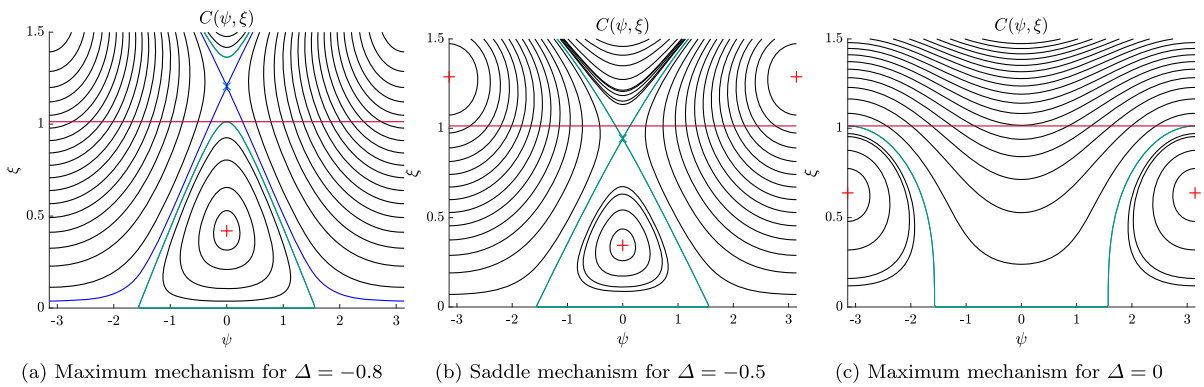 C(ψ, ξ)
1.5
1
0.5
0
ξ
-3 -2 -1 0 1 2 3
ψ
(a) Maximum mechanism for Δ = −0.8
C(ψ, ξ)
1.5
1
0.5
0
ξ
-3 -2 -1 0 1 2 3
ψ
(b) Saddle mechanism for Δ = −0.5
C(ψ, ξ)
1.5
1
0.5
0
ξ
-3 -2 -1 0 1 2 3
ψ
(c) Maximum mechanism for Δ = 0